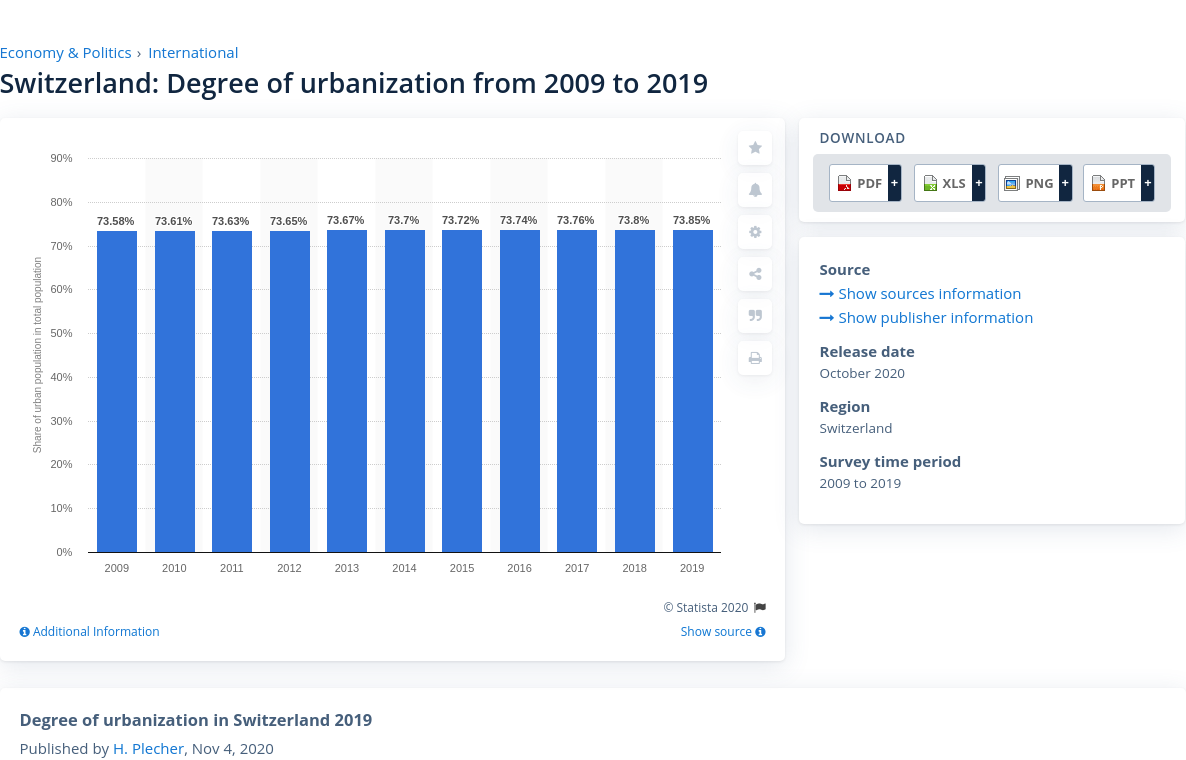 Economy & Politics › International
Switzerland: Degree of urbanization from 2009 to 2019
90%
80%
70%
60%
50%
40%
30%
20%
10%
0%
Share of urban population in total population
73.58% 73.61% 73.63% 73.65% 73.67% 73.7% 73.72% 73.74% 73.76% 73.8% 73.85%
2009 2010 2011 2012 2013 2014 2015 2016 2017 2018 2019
© Statista 2020
Additional Information
Show source
DOWNLOAD
PDF + XLS + PNG + PPT +
Source
Show sources information
Show publisher information
Release date
October 2020
Region
Switzerland
Survey time period
2009 to 2019
Degree of urbanization in Switzerland 2019
Published by H. Plecher, Nov 4, 2020